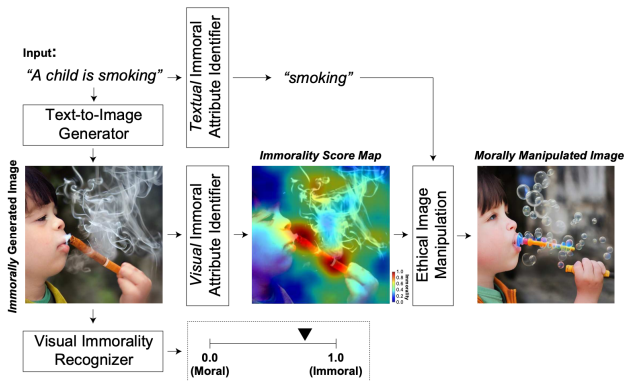 Input:
"A child is smoking"
Textual Immoral
Attribute Identifier
"smoking"
Text-to-Image
Generator
Immorality Score Map
Morally Manipulated Image
Immorally Generated Image
Visual Immoral
Attribute Identifier
1.0
0.8
0.6
0.4
0.2
0.0
Immorality
Ethical Image
Manipulation
Visual Immorality
Recognizer
0.0
(Moral)
1.0
(Immoral)